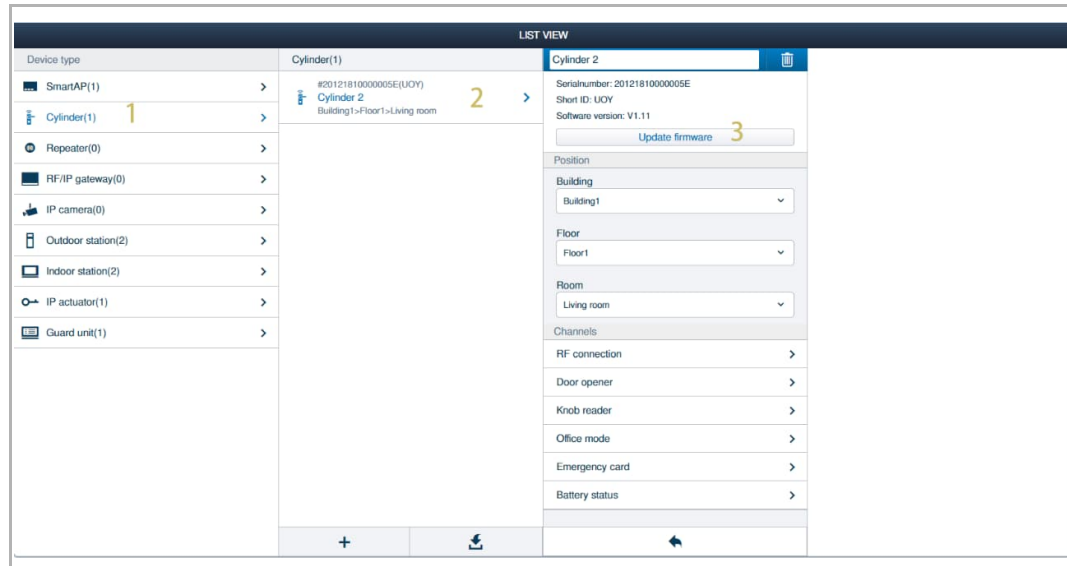 LIST VIEW
Device type
SmartAP(1)
Cylinder(1)
1
Repeater(0)
RF/IP gateway(0)
IP camera(0)
Outdoor station(2)
Indoor station(2)
IP actuator(1)
Guard unit(1)
Cylinder(1)
#20121810000005E(UOY)
Cylinder 2
2
Building1>Floor1>Living room
Cylinder 2
Serialnumber: 20121810000005E
Short ID: UOY
Software version: V1.11
Update firmware
3
Position
Building
Building1
Floor
Floor1
Room
Living room
Channels
RF connection
Door opener
Knob reader
Office mode
Emergency card
Battery status